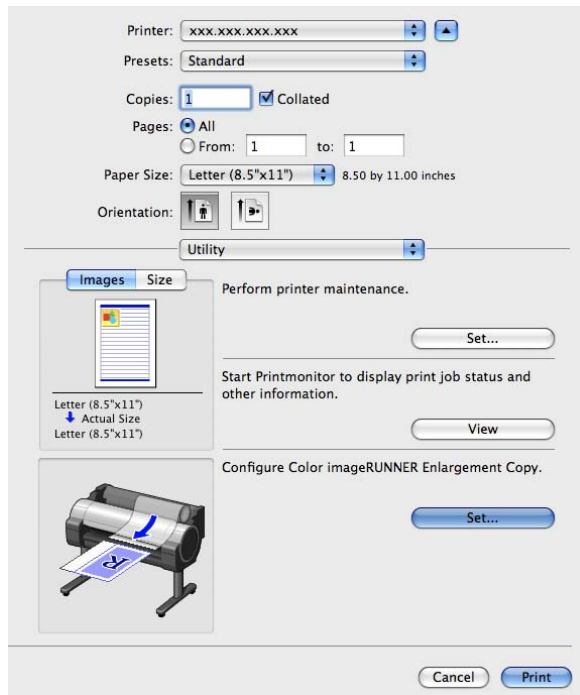 Printer: xxx.xxx.xxx.xxx
Presets: Standard
Copies: 1 Collated
Pages: All
From: 1 to: 1
Paper Size: Letter (8.5"x11") 8.50 by 11.00 inches
Orientation:
Utility
Images Size
Letter (8.5"x11")
Actual Size
Letter (8.5"x11")
Perform printer maintenance.
Set...
Start Printmonitor to display print job status and
other information.
View
Configure Color imageRUNNER Enlargement Copy.
Set...
Cancel Print